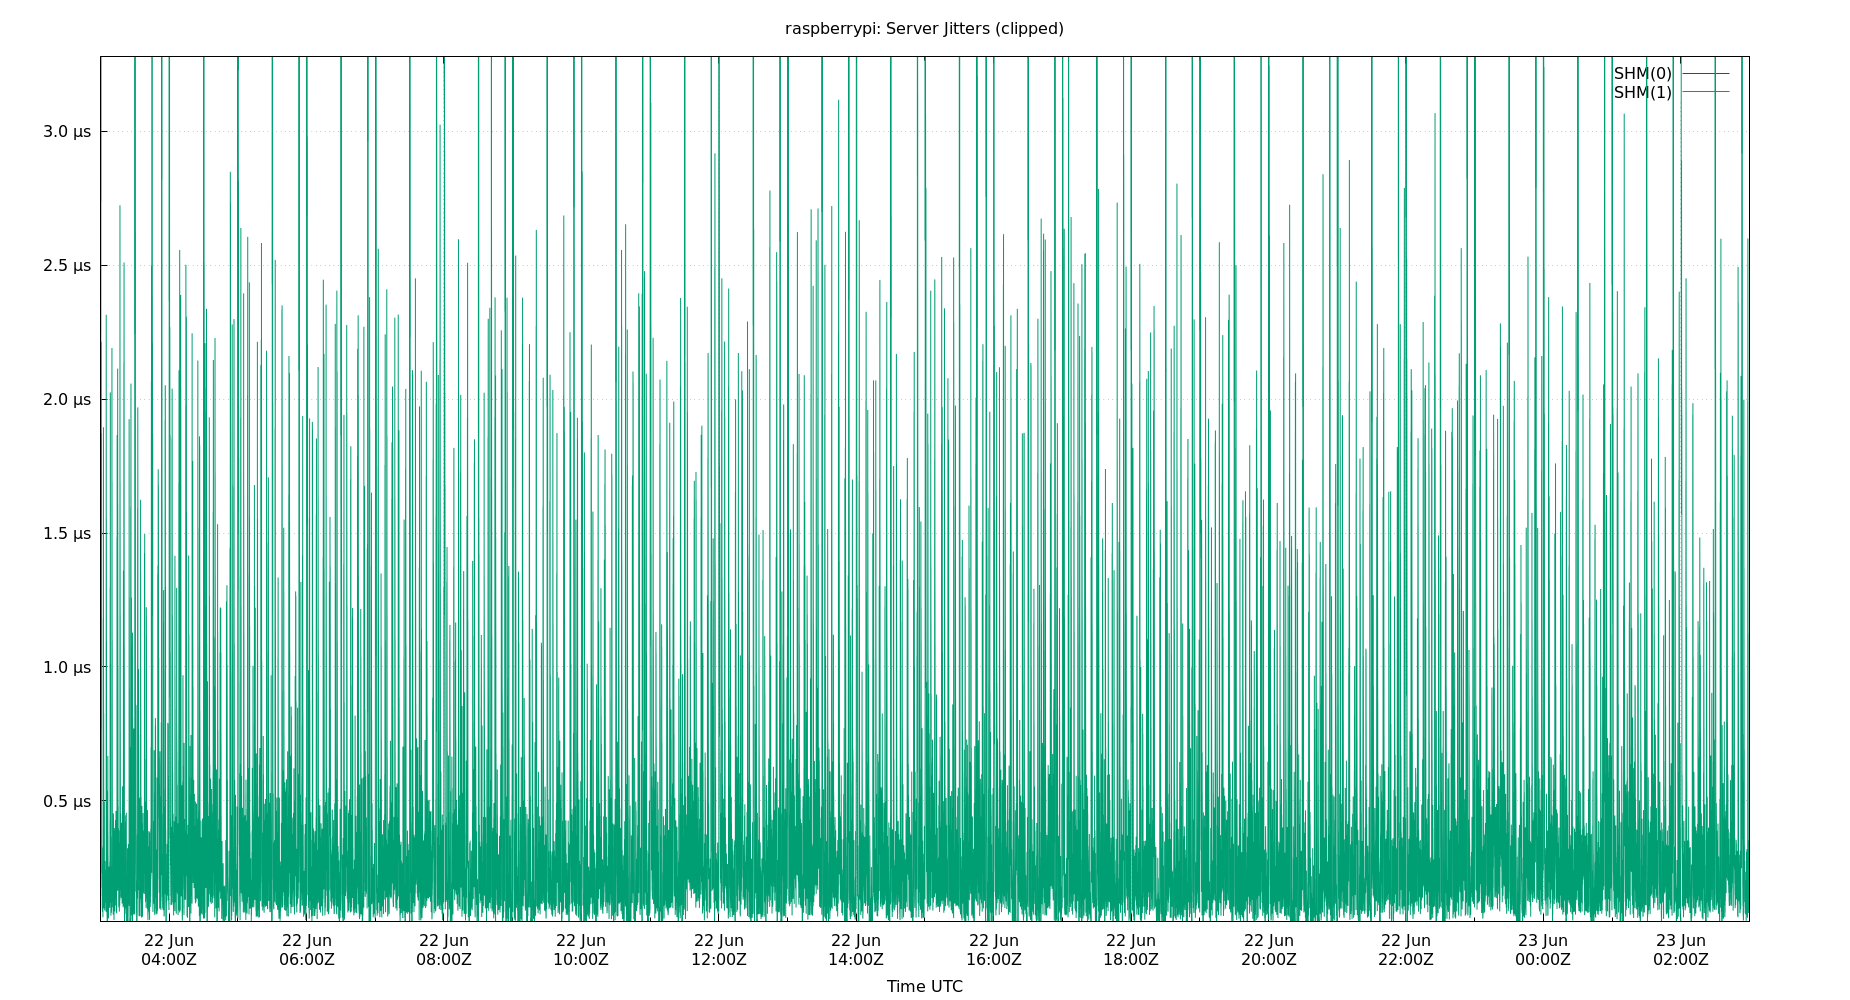 raspberrypi: Server Jitters (clipped)
SHM(0)
SHM(1)
3.0 µs
2.5 µs
2.0 µs
1.5 µs
1.0 µs
0.5 µs
22 Jun 22 Jun 22 Jun 22 Jun 22 Jun 22 Jun 22 Jun 22 Jun 22 Jun 22 Jun 23 Jun 23 Jun
04:00Z 06:00Z 08:00Z 10:00Z 12:00Z 14:00Z 16:00Z 18:00Z 20:00Z 22:00Z 00:00Z 02:00Z
Time UTC